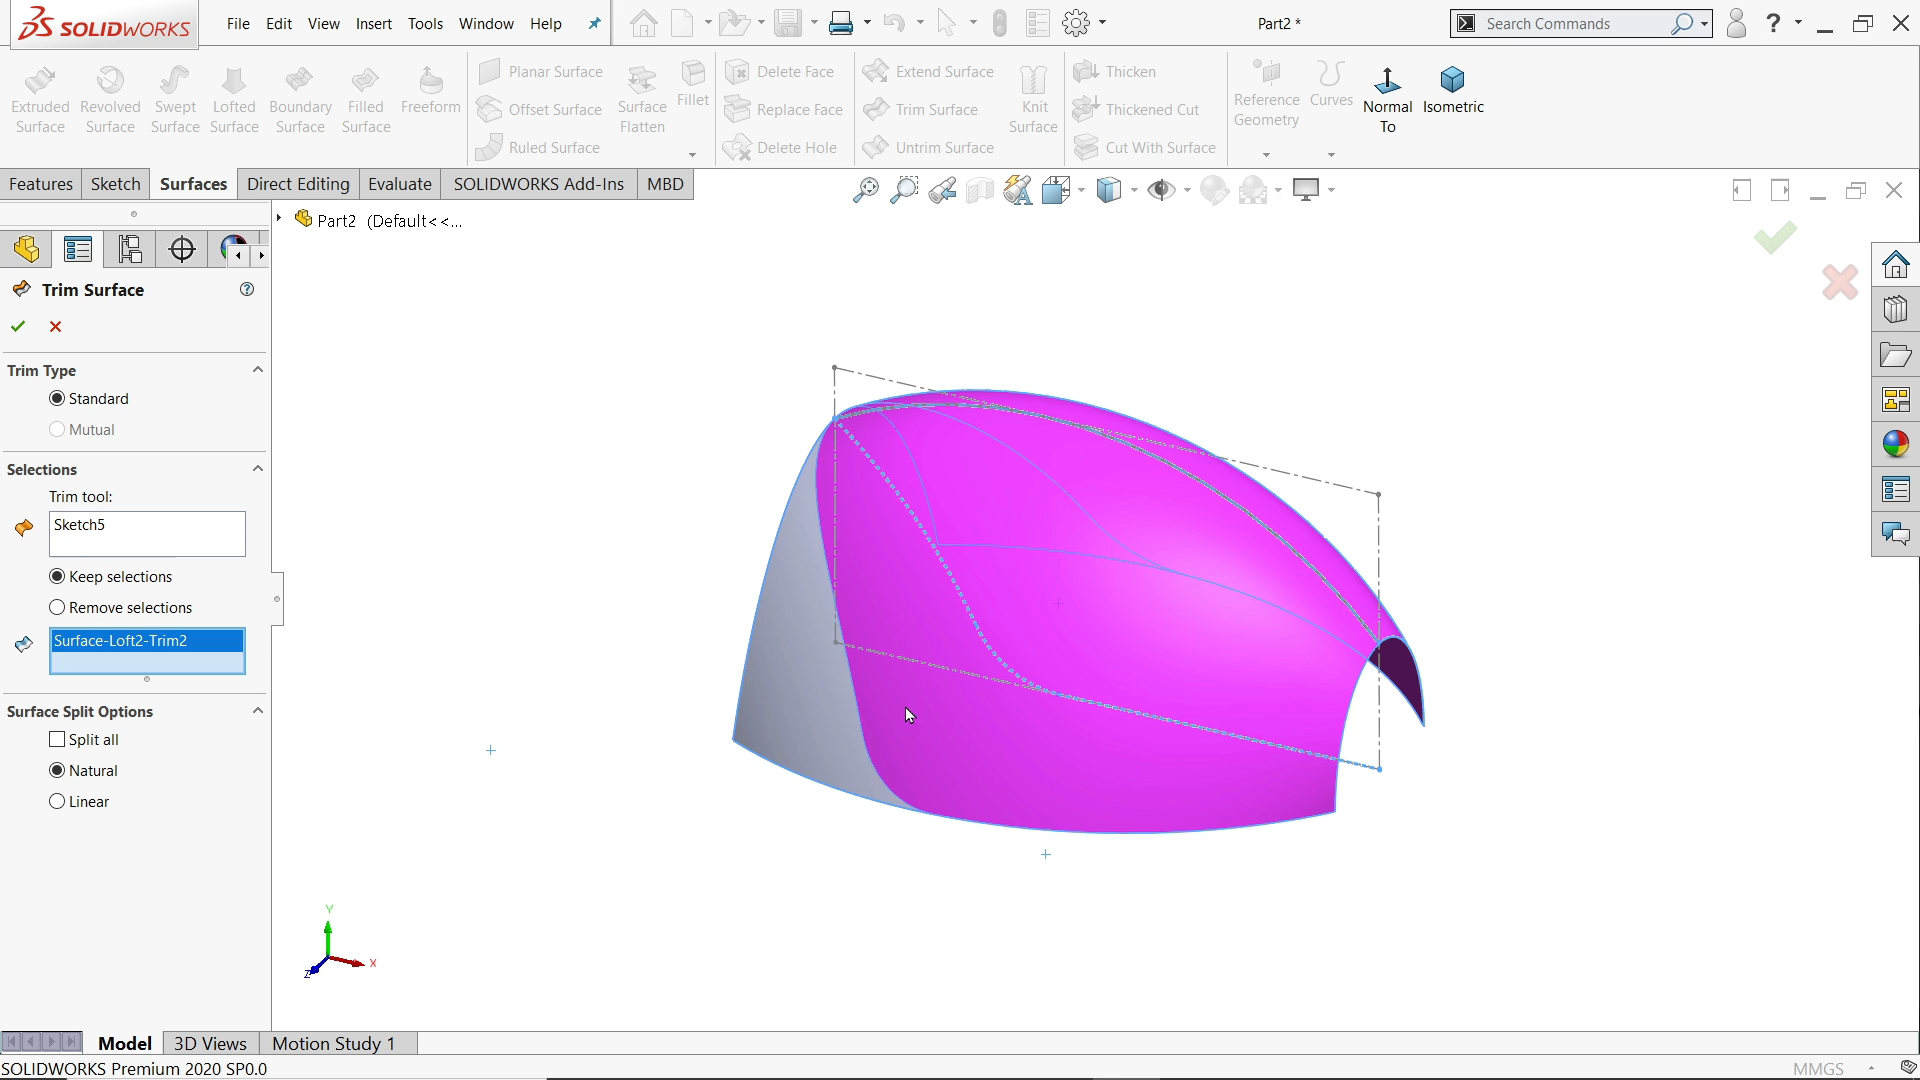 SOLIDWORKS
File Edit View Insert Tools Window Help
Part2 *
Search Commands
?
Extruded Surface
Revolved Surface
Swept Surface
Lofted Surface
Boundary Surface
Filled Surface
Freeform
Planar Surface
Offset Surface
Ruled Surface
Surface Flatten
Fillet
Delete Face
Replace Face
Delete Hole
Extend Surface
Trim Surface
Untrim Surface
Knit Surface
Thicken
Thickened Cut
Cut With Surface
Reference Geometry
Curves
Normal To
Isometric
Features Sketch Surfaces Direct Editing Evaluate SOLIDWORKS Add-Ins MBD
Part2 (Default<<...
Trim Surface
?
Trim Type
Standard
Mutual
Selections
Trim tool:
Sketch5
Keep selections
Remove selections
Surface-Loft2-Trim2
Surface Split Options
Split all
Natural
Linear
Y
X
Z
Model 3D Views Motion Study 1
SOLIDWORKS Premium 2020 SP0.0
MMGS